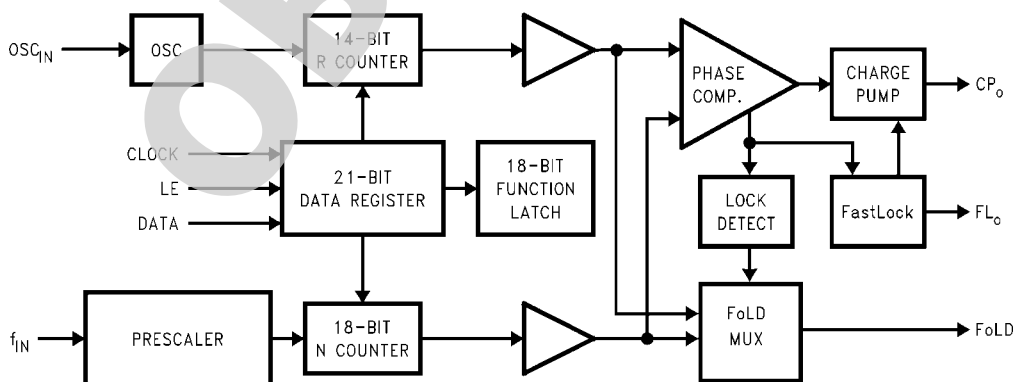 OSC_IN
OSC
14-BIT
R COUNTER
PHASE
COMP.
CHARGE
PUMP
CP_o
CLOCK
LE
DATA
21-BIT
DATA REGISTER
18-BIT
FUNCTION
LATCH
LOCK
DETECT
FastLock
FL_o
f_IN
PRESCALER
18-BIT
N COUNTER
FoLD
MUX
FoLD